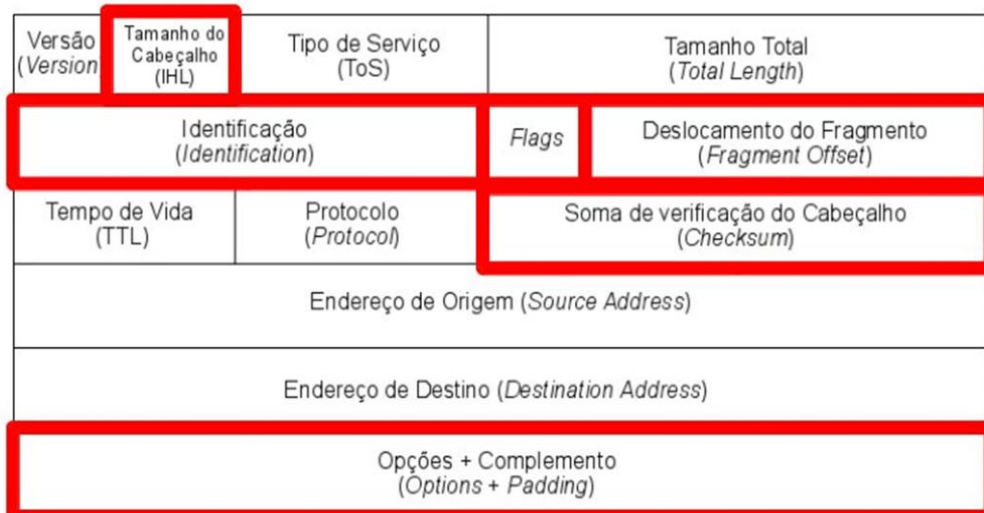 Versão
(Version)
Tamanho do
Cabeçalho
(IHL)
Tipo de Serviço
(ToS)
Tamanho Total
(Total Length)
Identificação
(Identification)
Flags
Deslocamento do Fragmento
(Fragment Offset)
Tempo de Vida
(TTL)
Protocolo
(Protocol)
Soma de verificação do Cabeçalho
(Checksum)
Endereço de Origem (Source Address)
Endereço de Destino (Destination Address)
Opções + Complemento
(Options + Padding)